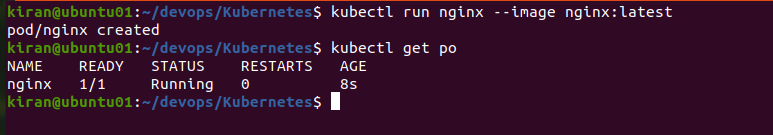 kiran@ubuntu01:~/devops/Kubernetes$ kubectl run nginx --image nginx:latest
pod/nginx created
kiran@ubuntu01:~/devops/Kubernetes$ kubectl get po
NAME    READY   STATUS    RESTARTS   AGE
nginx   1/1     Running   0          8s
kiran@ubuntu01:~/devops/Kubernetes$